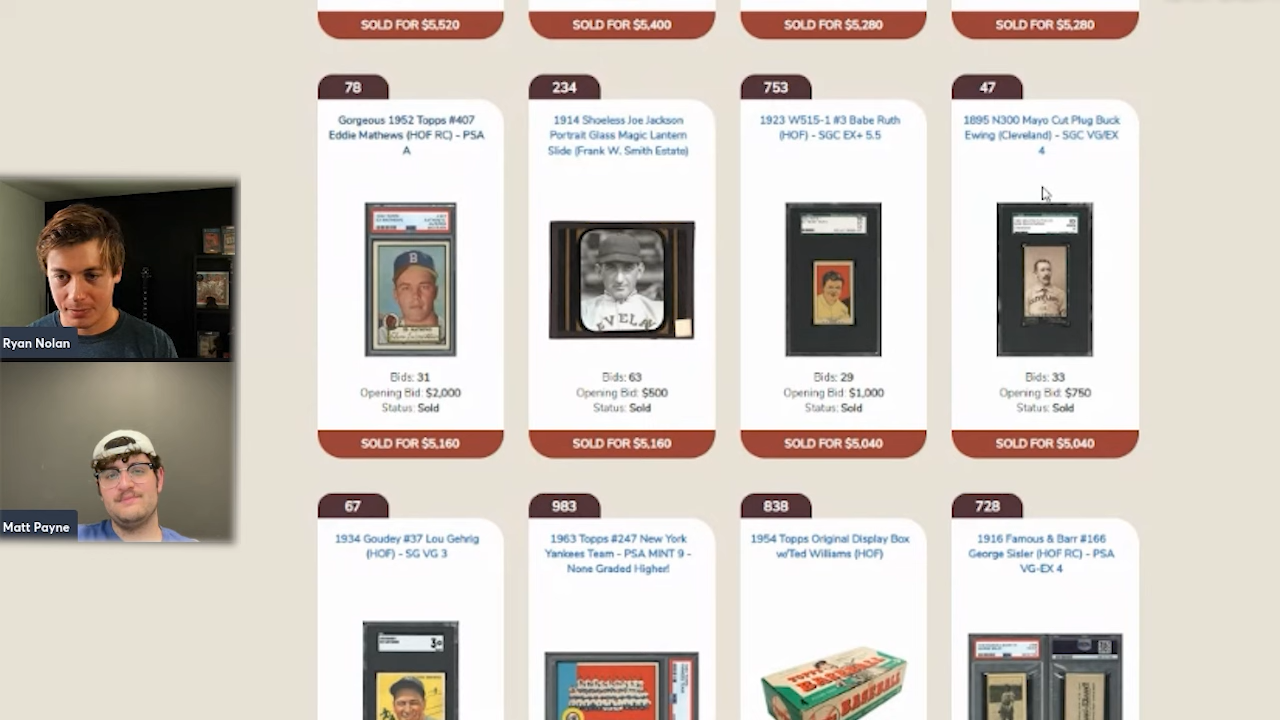 SOLD FOR $5,520
SOLD FOR $5,400
SOLD FOR $5,280
SOLD FOR $5,280
78
Gorgeous 1952 Topps #407
Eddie Mathews (HOF RC) - PSA
A
Bids: 31
Opening Bid: $2,000
Status: Sold
SOLD FOR $5,160
234
1914 Shoeless Joe Jackson
Portrait Glass Magic Lantern
Slide (Frank W. Smith Estate)
EVEL
Bids: 63
Opening Bid: $500
Status: Sold
SOLD FOR $5,160
753
1923 W515-1 #3 Babe Ruth
(HOF) - SGC EX+ 5.5
Bids: 29
Opening Bid: $1,000
Status: Sold
SOLD FOR $5,040
47
1895 N300 Mayo Cut Plug Buck
Ewing (Cleveland) - SGC VG/EX
4
Bids: 33
Opening Bid: $750
Status: Sold
SOLD FOR $5,040
67
1934 Goudey #37 Lou Gehrig
(HOF) - SG VG 3
983
1963 Topps #247 New York
Yankees Team - PSA MINT 9 -
None Graded Higher!
838
1954 Topps Original Display Box
w/Ted Williams (HOF)
TOPPS
BASEBALL
BASEBALL
728
1916 Famous & Barr #166
George Sisler (HOF RC) - PSA
VG-EX 4
Ryan Nolan
Matt Payne